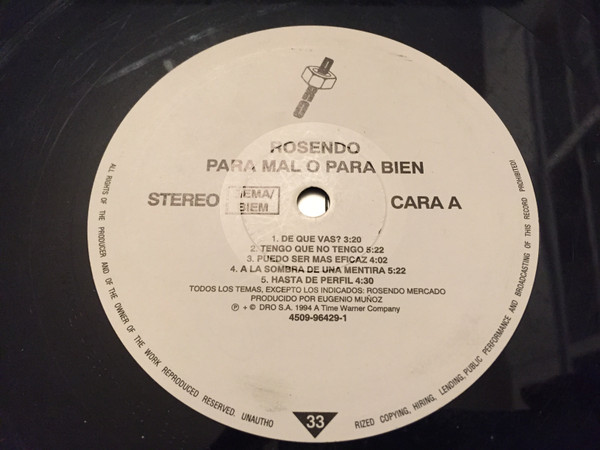 ROSENDO
PARA MAL O PARA BIEN
STEREO
BIEM
CARA A
1. DE QUE VAS? 3:20
2. TENGO QUE NO TENGO 5:22
3. PUEDO SER MAS EFICAZ 4:02
4. A LA SOMBRA DE UNA MENTIRA 5:22
5. HASTA DE PERFIL 4:30
TODOS LOS TEMAS, EXCEPTO LOS INDICADOS: ROSENDO MERCADO
PRODUCIDO POR EUGENIO MUÑOZ
℗ + © DRO S.A. 1994 A Time Warner Company
4509-96429-1
33
ALL RIGHTS OF THE PRODUCER AND OF THE OWNER OF THE WORK REPRODUCED RESERVED. UNAUTHO
RIZED COPYING, HIRING, LENDING, PUBLIC PERFORMANCE AND BROADCASTING OF THIS RECORD PROHIBITED!